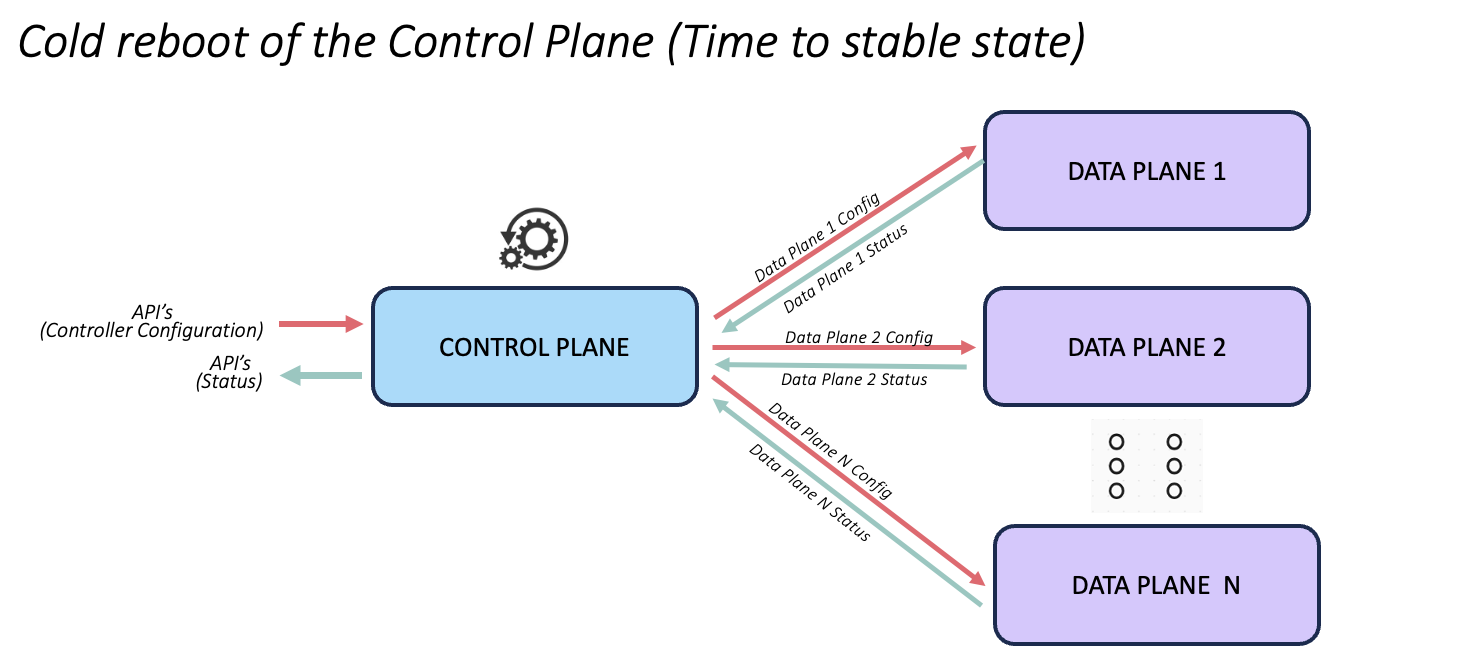 Cold reboot of the Control Plane (Time to stable state)
DATA PLANE 1
Data Plane 1 Config
Data Plane 1 Status
API’s
(Controller Configuration)
API’s
(Status)
CONTROL PLANE
Data Plane 2 Config
Data Plane 2 Status
DATA PLANE 2
Data Plane N Config
Data Plane N Status
DATA PLANE N